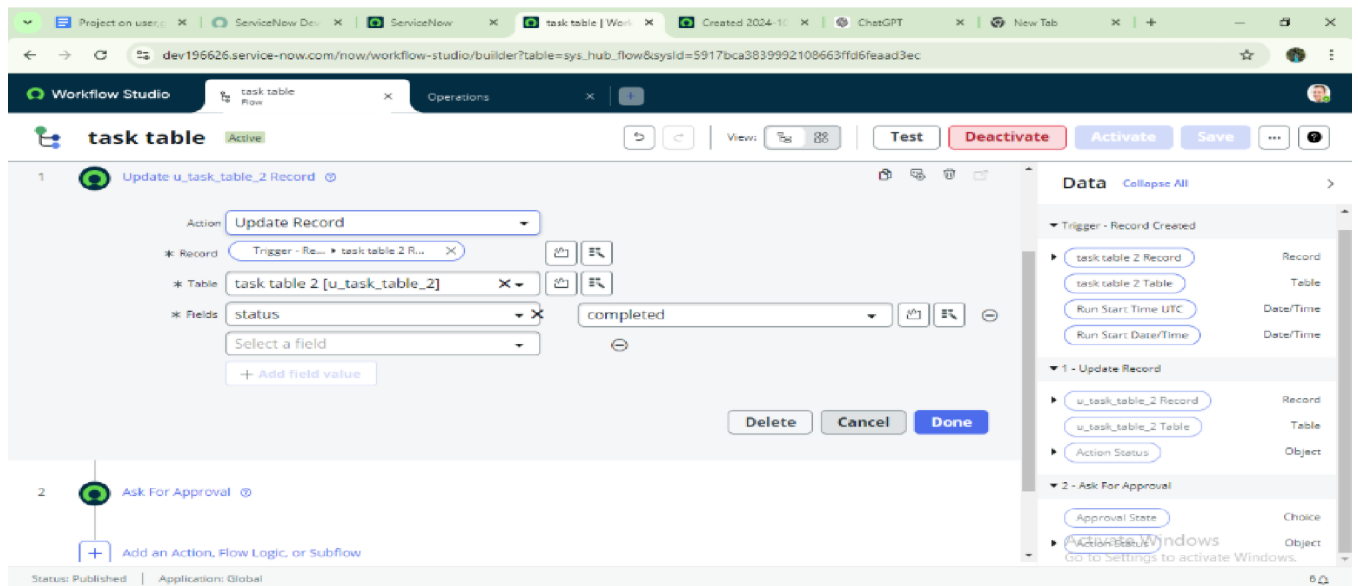 Project on user,g ServiceNow Dev ServiceNow task table | Work Created 2024-10 ChatGPT New Tab
dev196626.service-now.com/now/workflow-studio/builder?table=sys_hub_flow&sysId=5917bca3839992108663ffd6feaad3ec
Workflow Studio task table Operations
Flow
task table Active View: Test Deactivate Activate Save
1 Update u_task_table_2 Record
Action Update Record
* Record Trigger - Re... ▸ task table 2 R...
* Table task table 2 [u_task_table_2]
* Fields status completed
Select a field
+ Add field value
Delete Cancel Done
2 Ask For Approval
Add an Action, Flow Logic, or Subflow
Data Collapse All
Trigger - Record Created
task table 2 Record Record
task table 2 Table Table
Run Start Time UTC Date/Time
Run Start Date/Time Date/Time
1 - Update Record
u_task_table_2 Record Record
u_task_table_2 Table Table
Action Status Object
2 - Ask For Approval
Approval State Choice
Action Status Object
Activate Windows
Go to Settings to activate Windows.
Status: Published | Application: Global